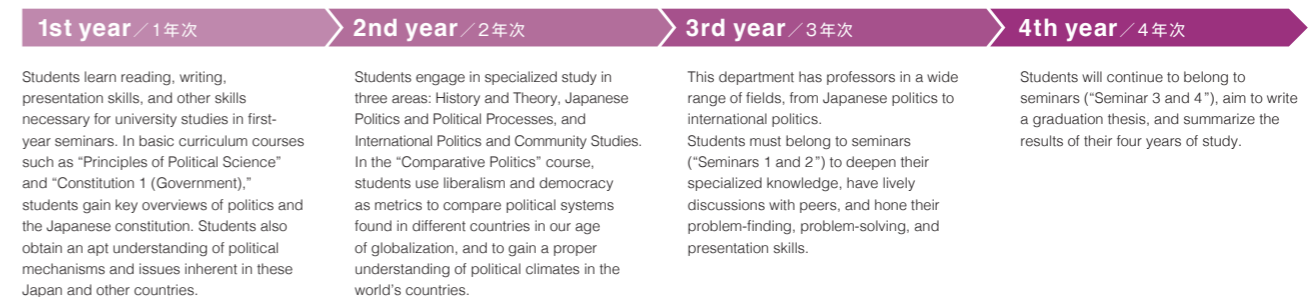 1st year／1年次
Students learn reading, writing,
presentation skills, and other skills
necessary for university studies in first-
year seminars. In basic curriculum courses
such as “Principles of Political Science”
and “Constitution 1 (Government),”
students gain key overviews of politics and
the Japanese constitution. Students also
obtain an apt understanding of political
mechanisms and issues inherent in these
Japan and other countries.
2nd year／2年次
Students engage in specialized study in
three areas: History and Theory, Japanese
Politics and Political Processes, and
International Politics and Community Studies.
In the “Comparative Politics” course,
students use liberalism and democracy
as metrics to compare political systems
found in different countries in our age
of globalization, and to gain a proper
understanding of political climates in the
world’s countries.
3rd year／3年次
This department has professors in a wide
range of fields, from Japanese politics to
international politics.
Students must belong to seminars
(“Seminars 1 and 2”) to deepen their
specialized knowledge, have lively
discussions with peers, and hone their
problem-finding, problem-solving, and
presentation skills.
4th year／4年次
Students will continue to belong to
seminars (“Seminar 3 and 4”), aim to write
a graduation thesis, and summarize the
results of their four years of study.